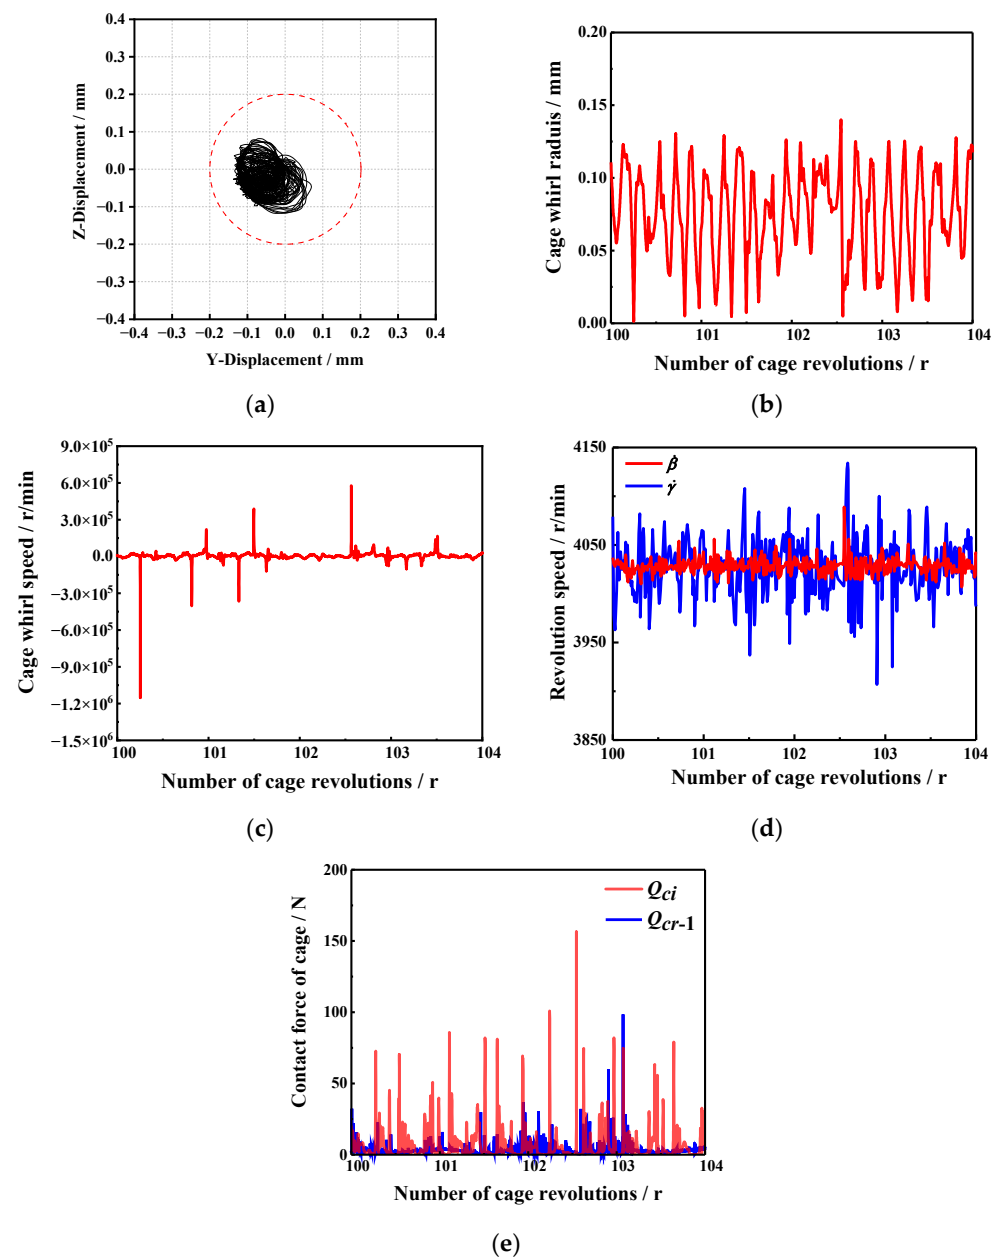 0.4
0.3
0.2
0.1
0.0
−0.1
−0.2
−0.3
−0.4
−0.4 −0.3 −0.2 −0.1 0.0 0.1 0.2 0.3 0.4
Z-Displacement / mm
Y-Displacement / mm
(a)
0.20
0.15
0.10
0.05
0.00
100 101 102 103 104
Cage whirl raduis / mm
Number of cage revolutions / r
(b)
9.0×10⁵
6.0×10⁵
3.0×10⁵
0.0
−3.0×10⁵
−6.0×10⁵
−9.0×10⁵
−1.2×10⁶
−1.5×10⁶
100 101 102 103 104
Cage whirl speed / r/min
Number of cage revolutions / r
(c)
4150
4050
3950
3850
β̇
γ̇
100 101 102 103 104
Revolution speed / r/min
Number of cage revolutions / r
(d)
200
150
100
50
0
Qci
Qcr-1
100 101 102 103 104
Contact force of cage / N
Number of cage revolutions / r
(e)